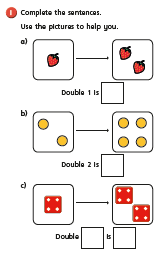 1 Complete the sentences.
Use the pictures to help you.
a)
Double 1 is
b)
Double 2 is
c)
Double is